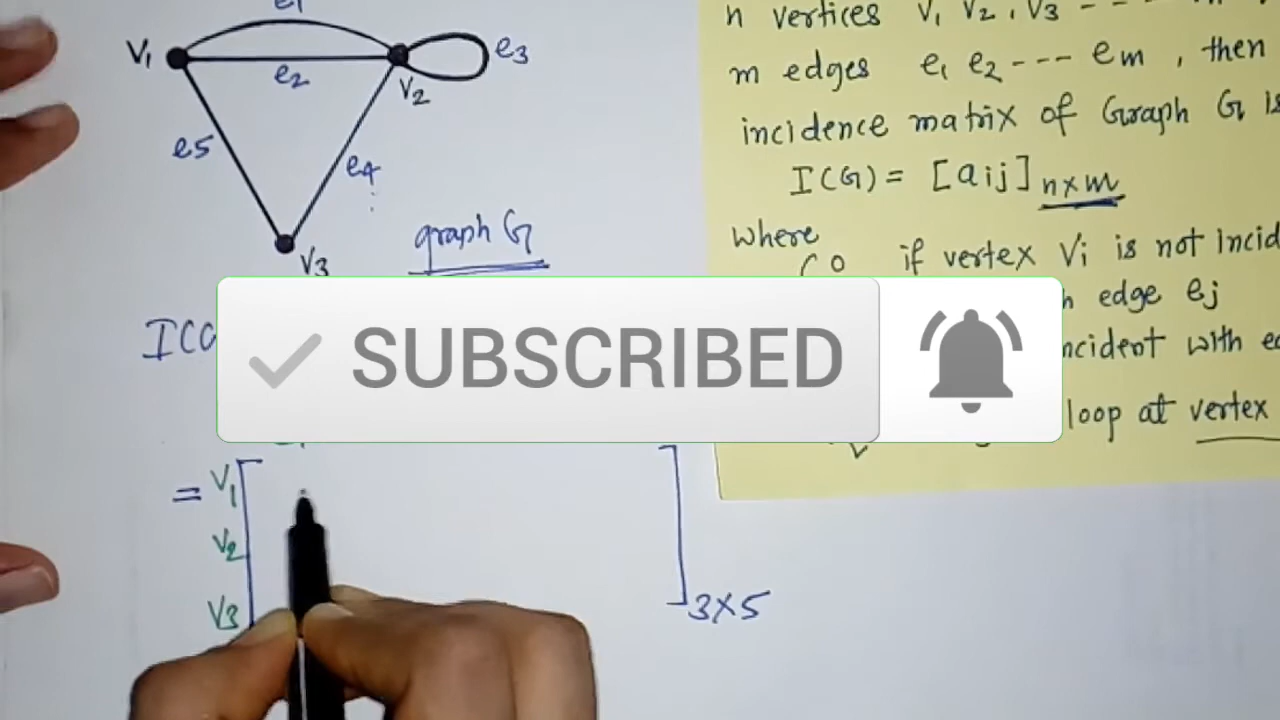 e1
V1
e2
V2
e3
e5
e4
V3
graph G
n vertices V1 V2, V3 ----
m edges e1 e2 --- em, then
incidence matrix of Graph G is
I(G) = [aij] n×m
where
0 if vertex Vi is not incid
edge ej
ncident with
loop at vertex
SUBSCRIBED
= V1
V2
V3
3×5